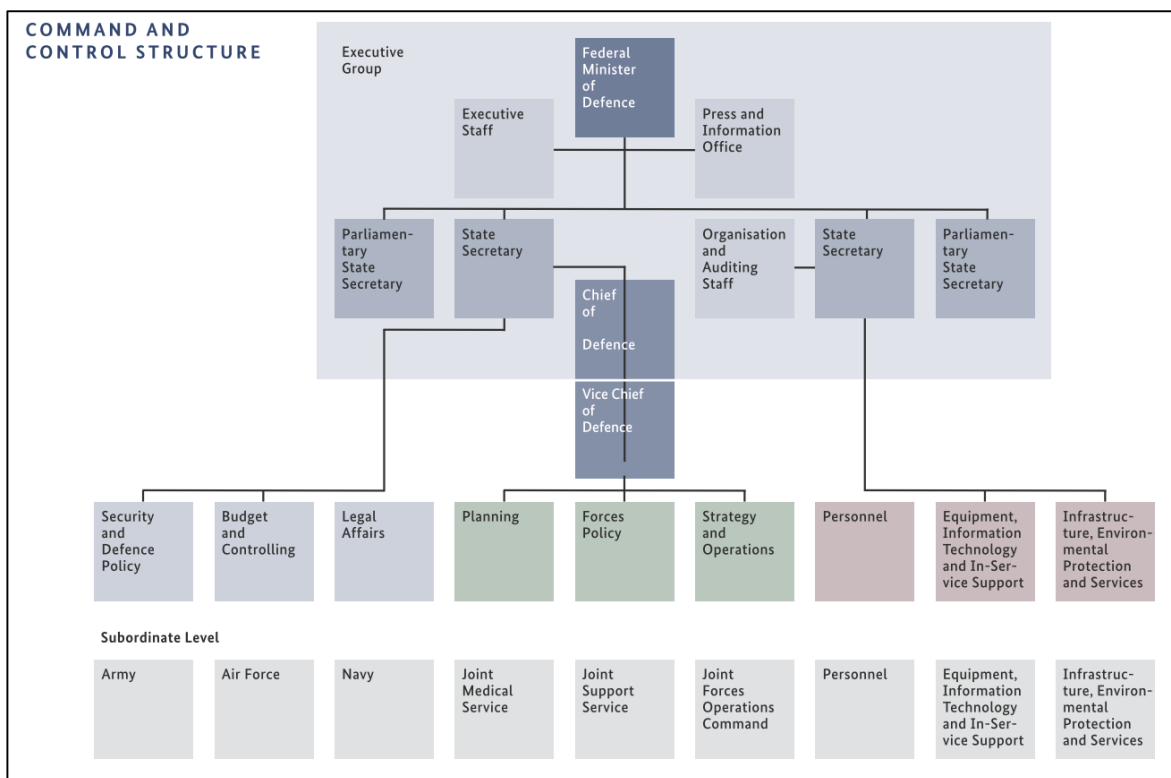 COMMAND AND
CONTROL STRUCTURE
Executive
Group
Federal
Minister
of
Defence
Executive
Staff
Press and
Information
Office
Parliamen-
tary
State
Secretary
State
Secretary
Organisation
and
Auditing
Staff
State
Secretary
Parliamen-
tary
State
Secretary
Chief
of
Defence
Vice Chief
of
Defence
Security
and
Defence
Policy
Budget
and
Controlling
Legal
Affairs
Planning
Forces
Policy
Strategy
and
Operations
Personnel
Equipment,
Information
Technology
and In-Ser-
vice Support
Infrastruc-
ture, Environ-
mental
Protection
and Services
Subordinate Level
Army
Air Force
Navy
Joint
Medical
Service
Joint
Support
Service
Joint
Forces
Operations
Command
Personnel
Equipment,
Information
Technology
and In-Ser-
vice Support
Infrastruc-
ture, Environ-
mental
Protection
and Services